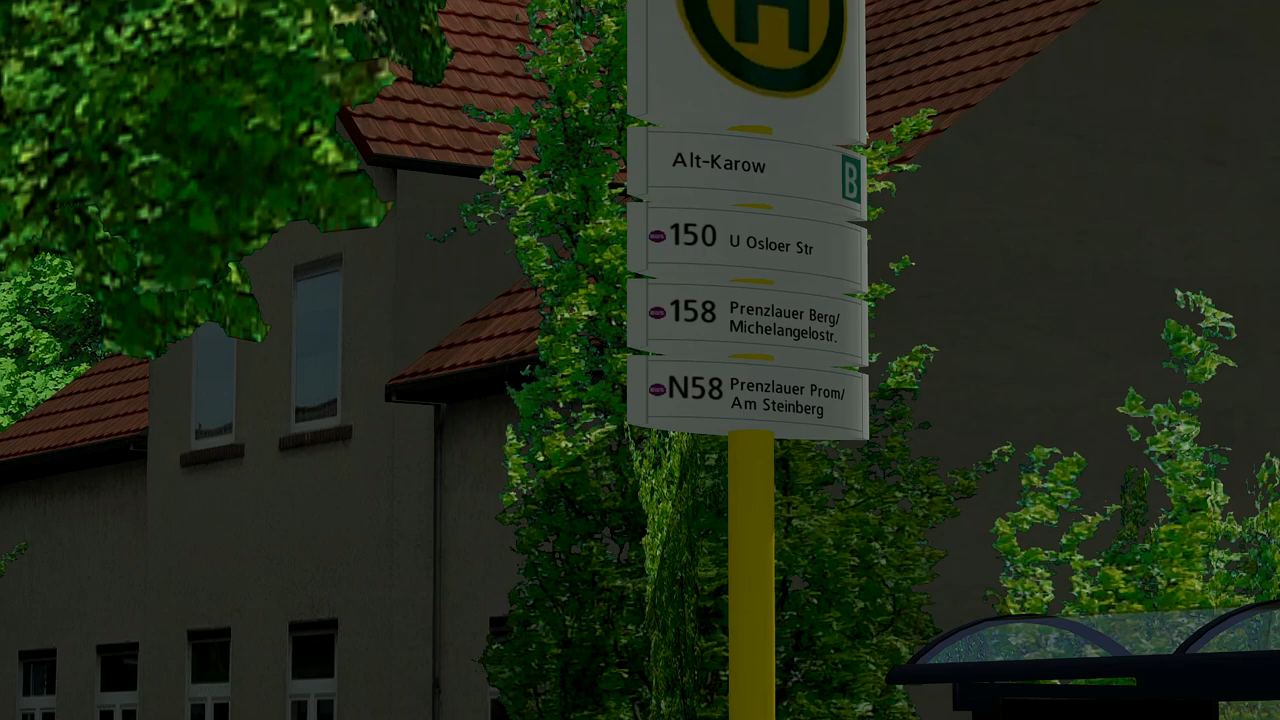 H
Alt-Karow
B
150 U Osloer Str
158 Prenzlauer Berg/
Michelangelostr.
N58 Prenzlauer Prom/
Am Steinberg